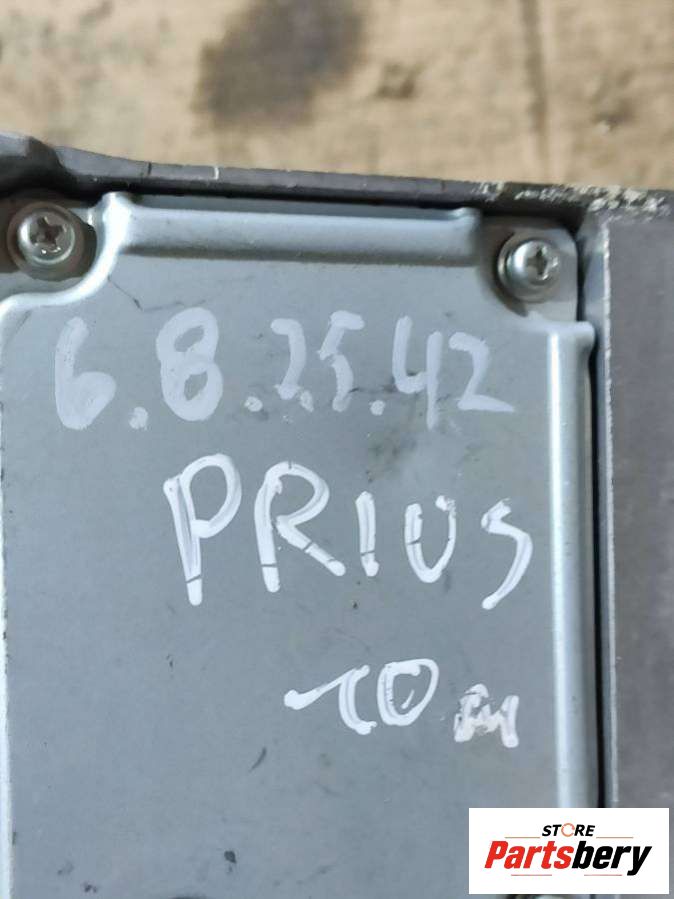 6.8.25.42
PRIUS
10 м
STORE
Partsbery